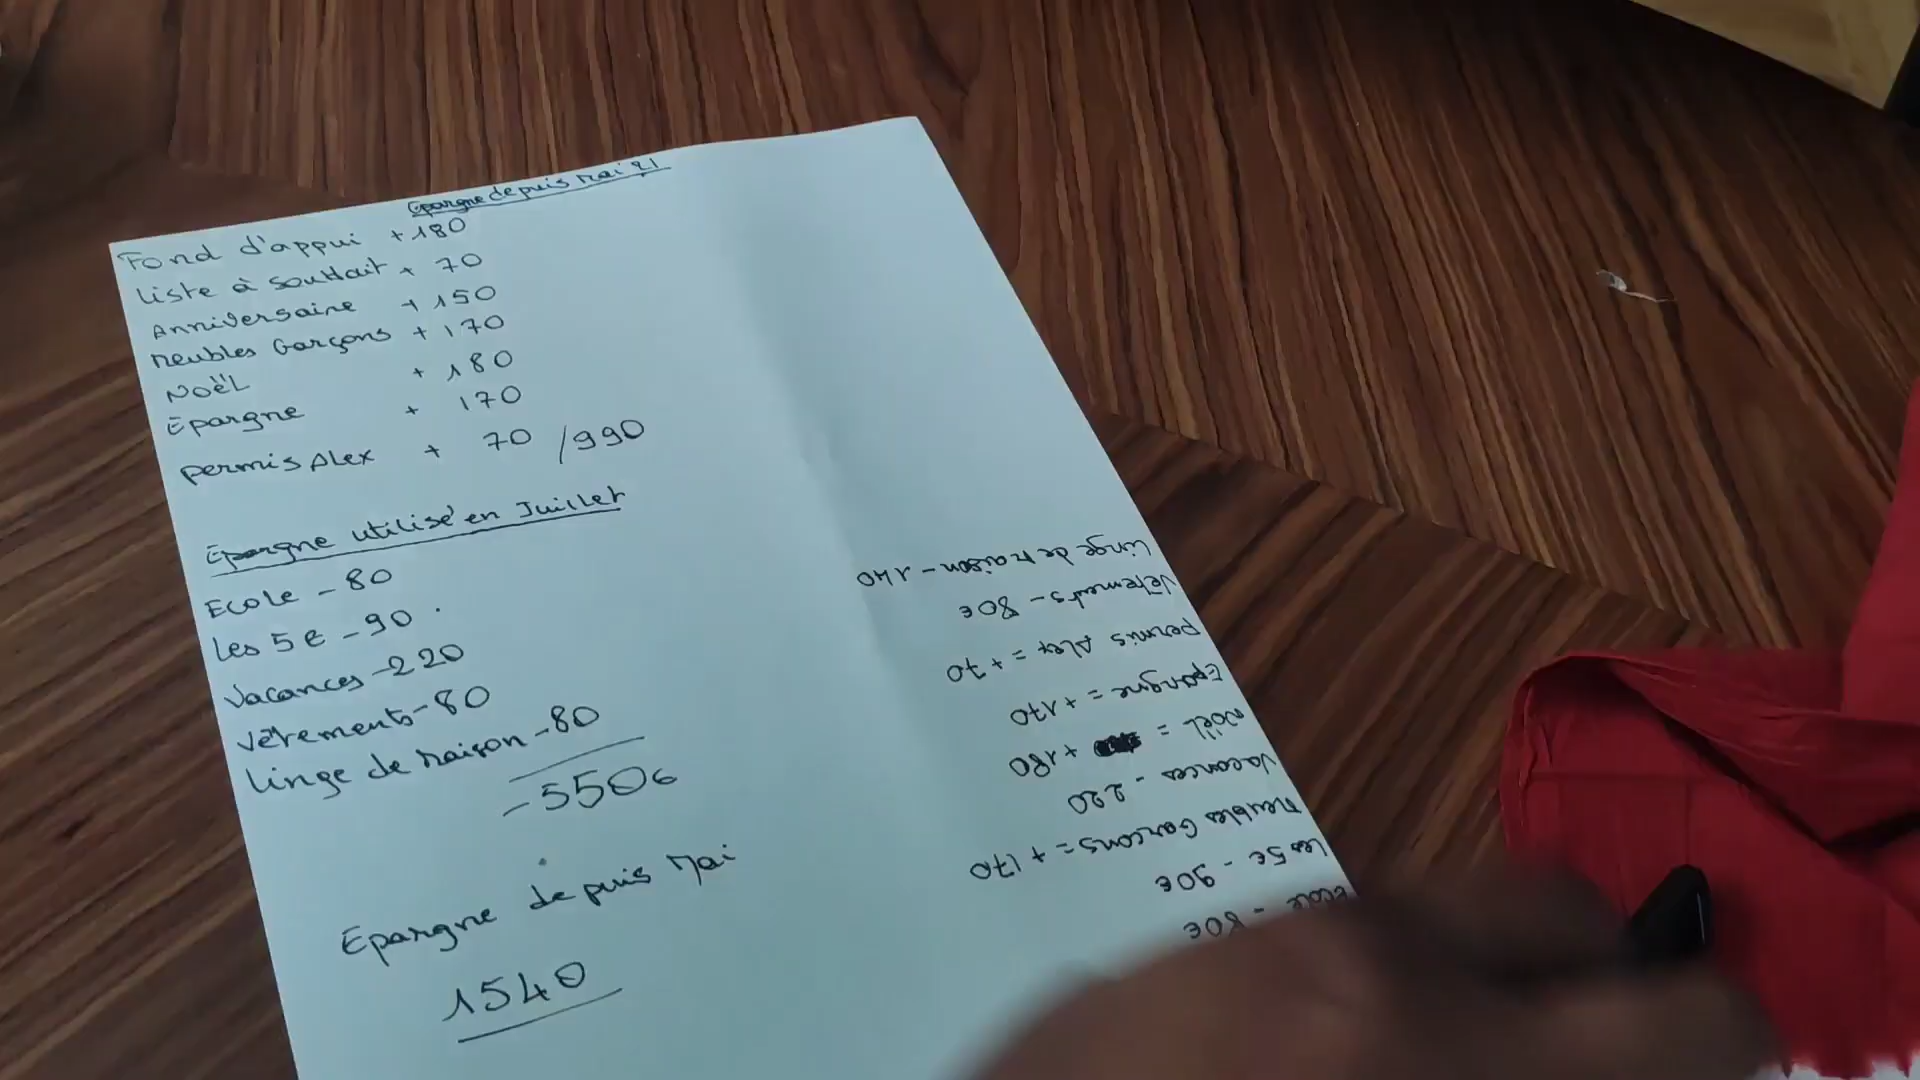 Epargne depuis Mai 21
Fond d'appui + 180
Liste à souhait + 70
Anniversaire + 150
Meubles Garçons + 170
Noël + 180
Epargne + 170
permis Alex + 70 /990
Epargne utilisé en Juillet
Ecole - 80
Les 5€ - 90
Vacances - 220
Vêtements - 80
Linge de Maison - 80
- 550€
Epargne depuis Mai
1540
Ecole - 80€
Les 5€ - 90€
Meubles Garçons = + 170
Vacances - 220
Noël = + 180
Epargne = + 170
Permis Alex = + 70
Vêtements - 80€
Linge de Maison - 140